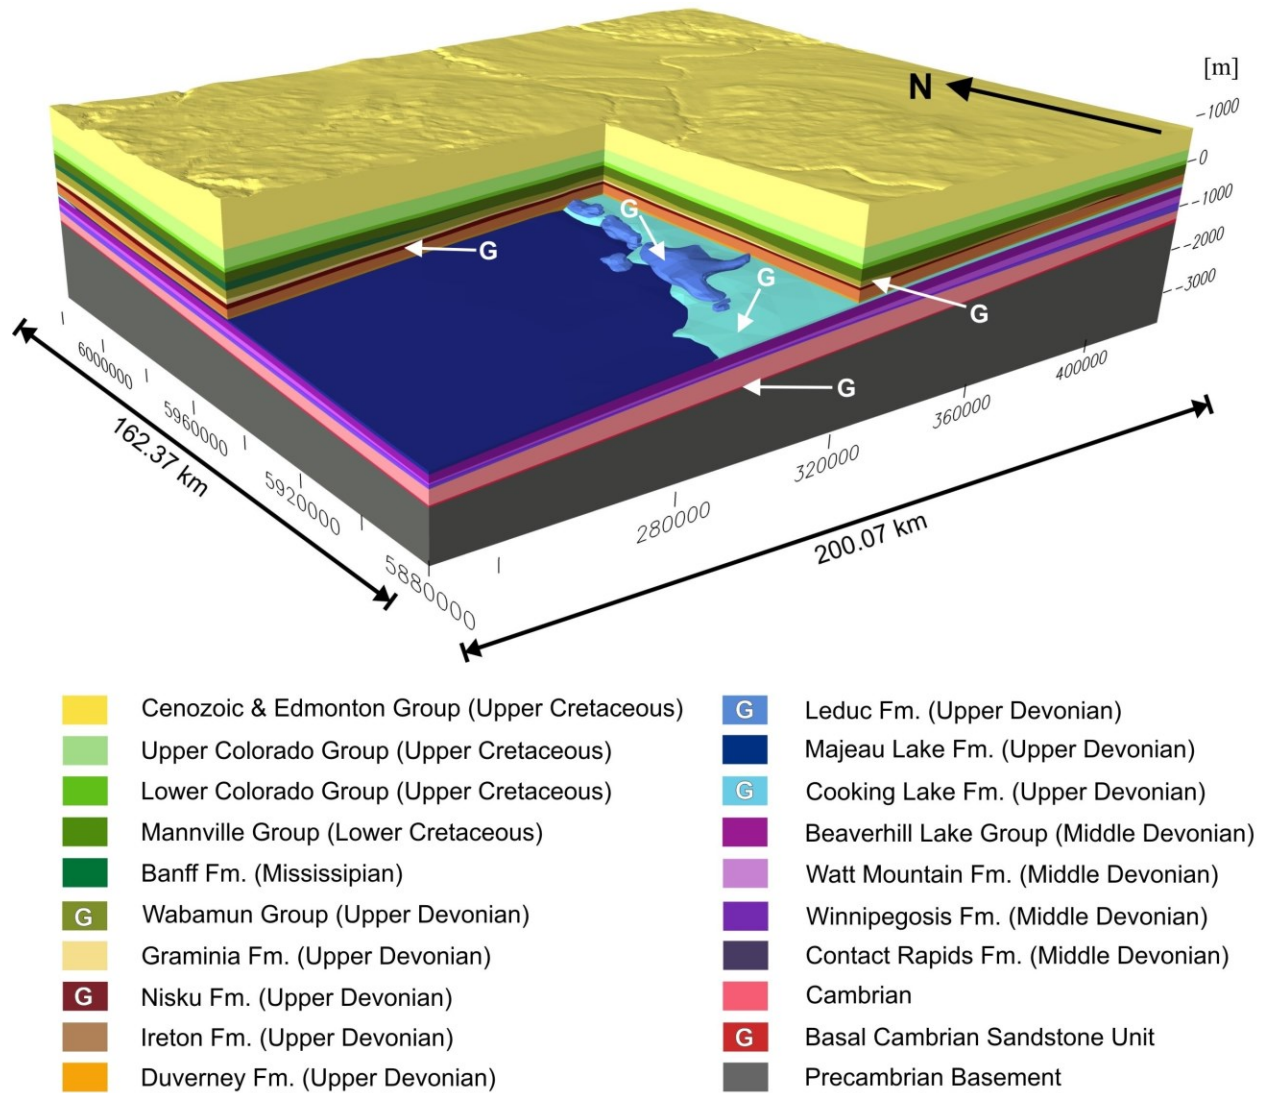 [m]
N
-1000
0
-1000
-2000
-3000
G
G
G
G
G
6000000
5960000
5920000
5880000
162.37 km
280000
320000
360000
400000
200.07 km
Cenozoic & Edmonton Group (Upper Cretaceous)
Upper Colorado Group (Upper Cretaceous)
Lower Colorado Group (Upper Cretaceous)
Mannville Group (Lower Cretaceous)
Banff Fm. (Mississipian)
G Wabamun Group (Upper Devonian)
Graminia Fm. (Upper Devonian)
G Nisku Fm. (Upper Devonian)
Ireton Fm. (Upper Devonian)
Duverney Fm. (Upper Devonian)
G Leduc Fm. (Upper Devonian)
Majeau Lake Fm. (Upper Devonian)
G Cooking Lake Fm. (Upper Devonian)
Beaverhill Lake Group (Middle Devonian)
Watt Mountain Fm. (Middle Devonian)
Winnipegosis Fm. (Middle Devonian)
Contact Rapids Fm. (Middle Devonian)
Cambrian
G Basal Cambrian Sandstone Unit
Precambrian Basement